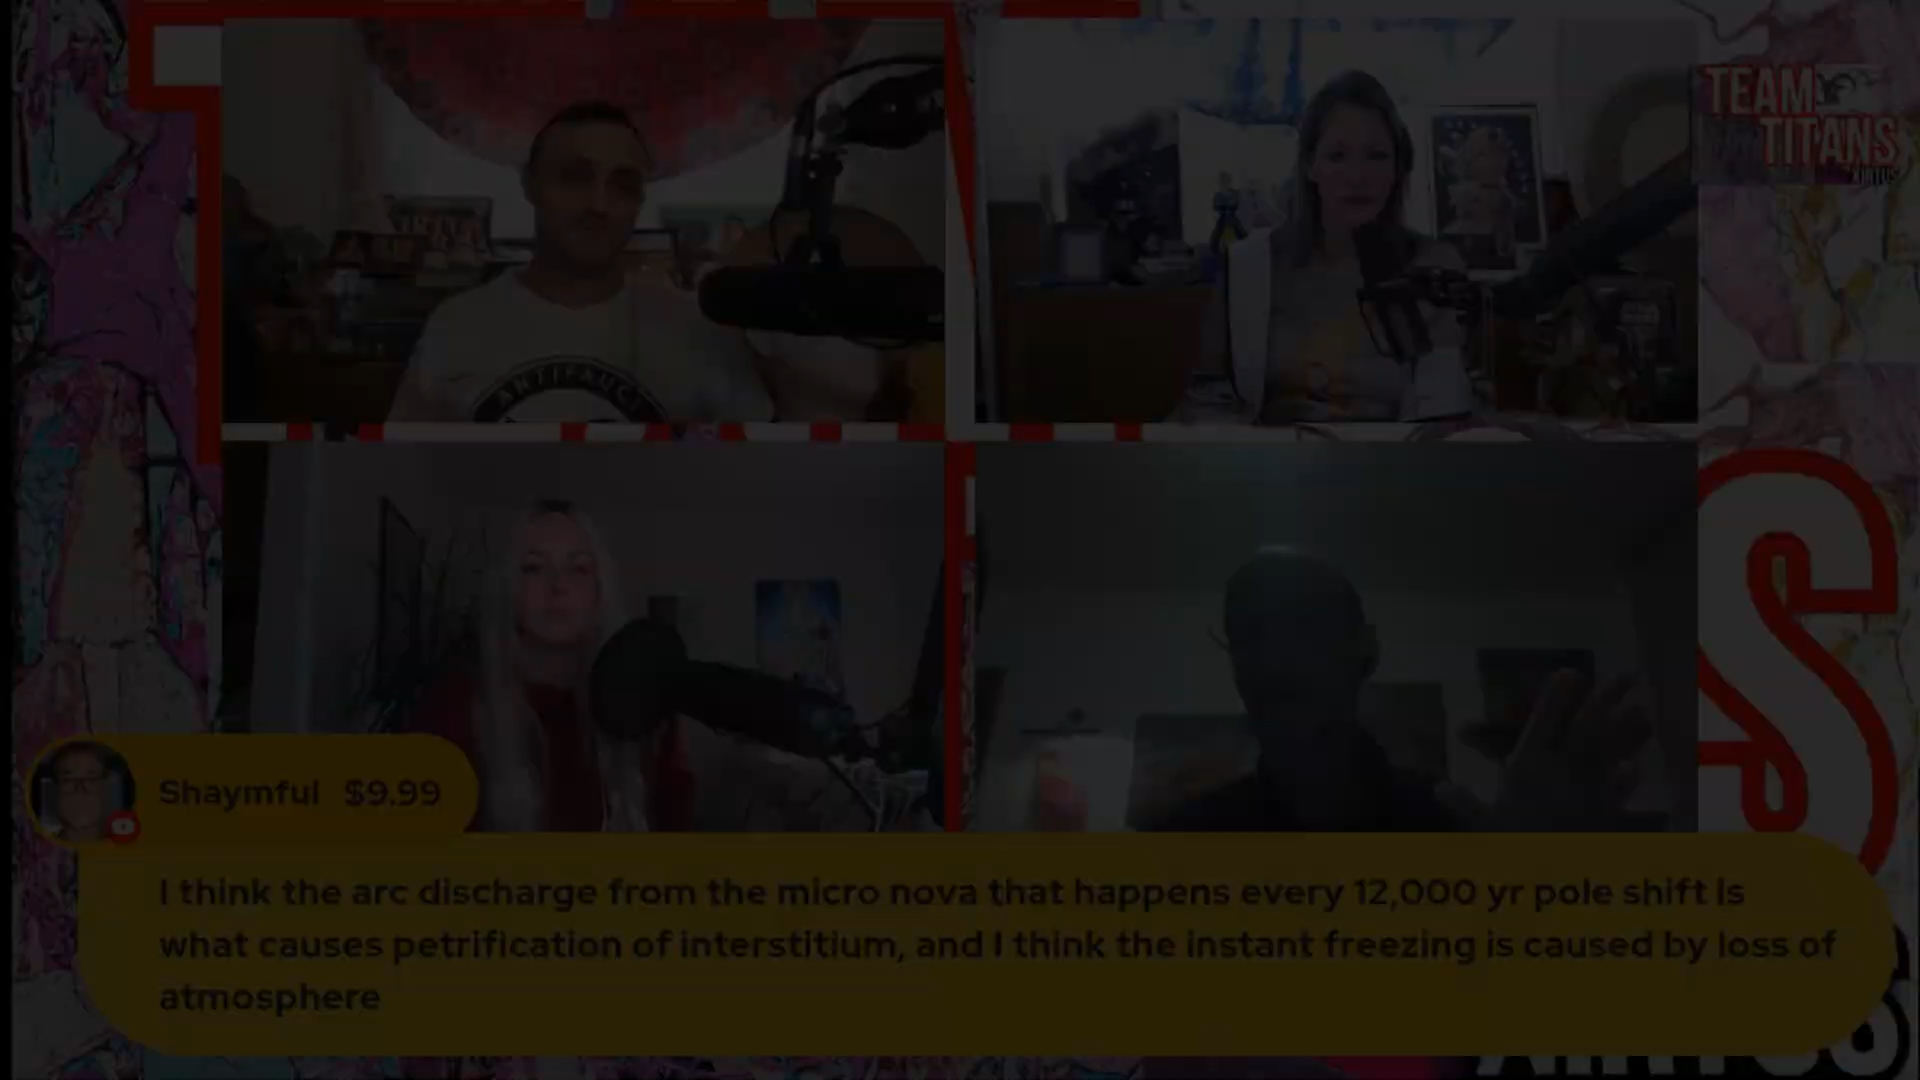 TEAM
TITANS
XIRTUS
ANTIFAUCI
Shaymful $9.99
I think the arc discharge from the micro nova that happens every 12,000 yr pole shift is
what causes petrification of interstitium, and I think the instant freezing is caused by loss of
atmosphere